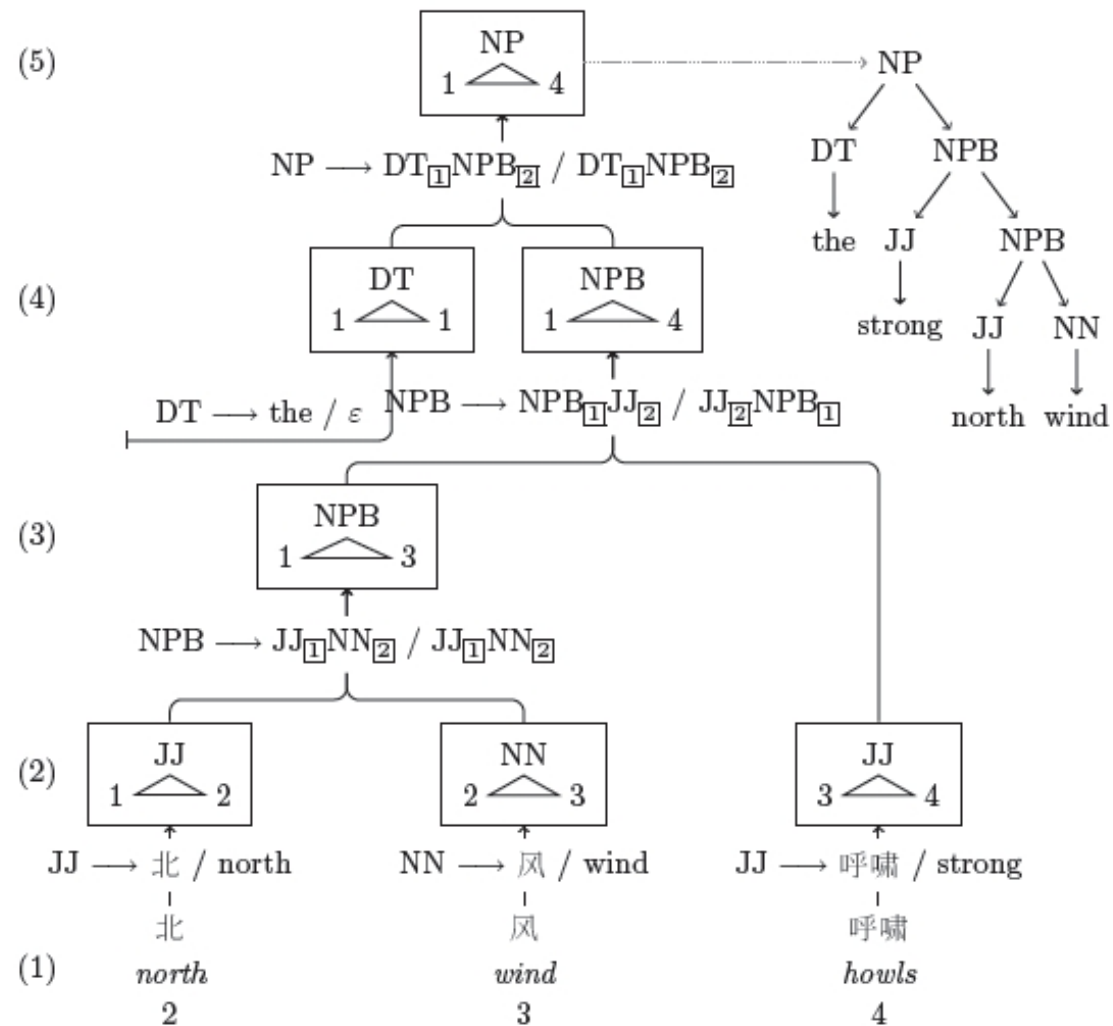 (5) NP
1 4
NP
NP → DT1NPB2 / DT1NPB2
DT NPB
the JJ NPB
(4) DT NPB
1 1 1 4
strong JJ NN
DT → the / ε NPB → NPB1JJ2 / JJ2NPB1
north wind
(3) NPB
1 3
NPB → JJ1NN2 / JJ1NN2
(2) JJ NN JJ
1 2 2 3 3 4
JJ → 北 / north NN → 风 / wind JJ → 呼啸 / strong
北 风 呼啸
(1) north wind howls
2 3 4